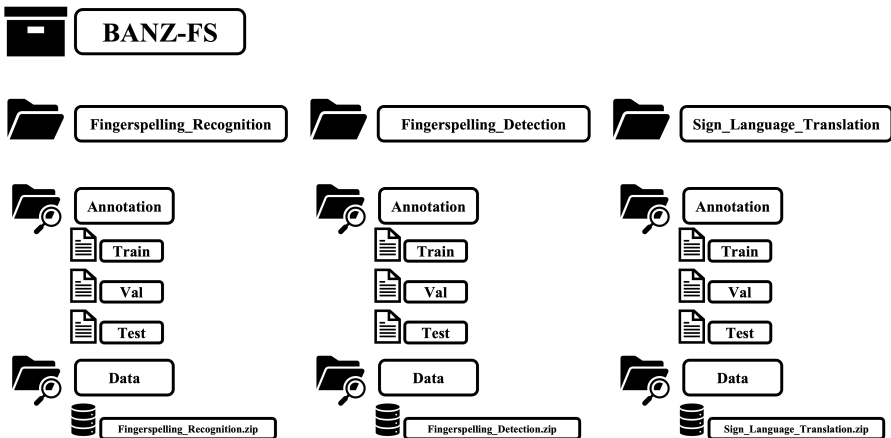 BANZ-FS
Fingerspelling_Recognition
Fingerspelling_Detection
Sign_Language_Translation
Annotation
Annotation
Annotation
Train
Train
Train
Val
Val
Val
Test
Test
Test
Data
Data
Data
Fingerspelling_Recognition.zip
Fingerspelling_Detection.zip
Sign_Language_Translation.zip